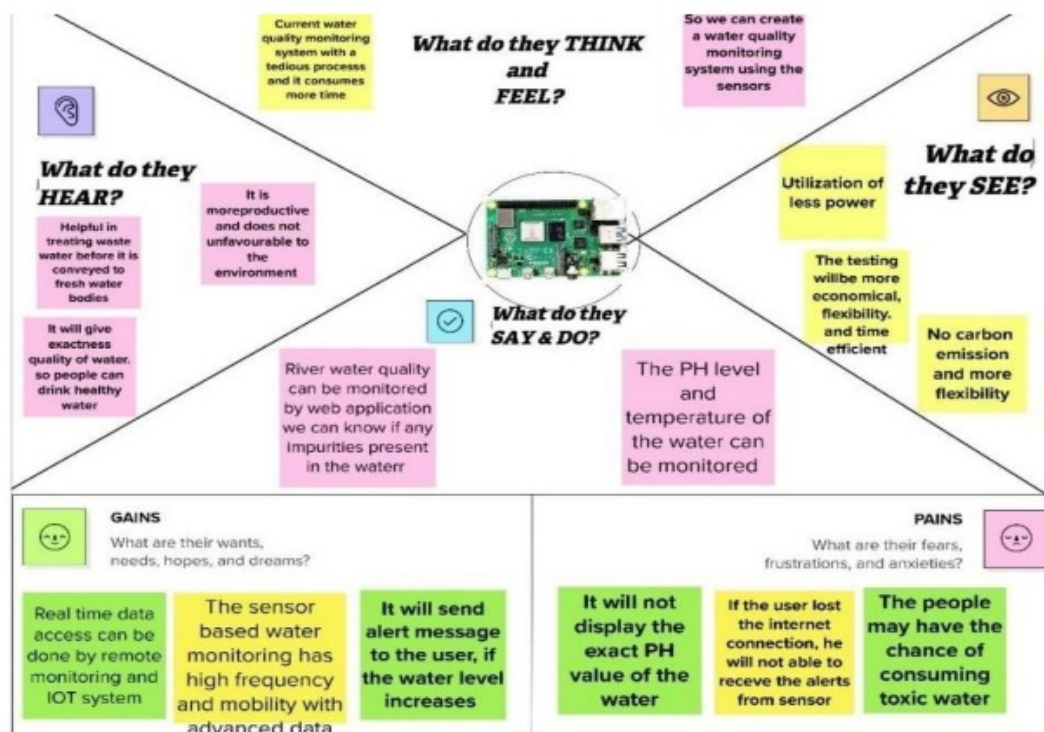 Current water
quality monitoring
system with a
tedious processs
and it consumes
more time
What do they THINK
and
FEEL?
So we can create
a water quality
monitoring
system using the
sensors
What do they
HEAR?
It is
moreproductive
and does not
unfavourable to
the
environment
Helpful in
treating waste
water before it is
conveyed to
fresh water
bodies
It will give
exactness
quality of water.
so people can
drink healthy
water
What do
they SEE?
Utilization of
less power
The testing
willbe more
economical,
flexibility.
and time
efficient
No carbon
emission
and more
flexibility
What do they
SAY & DO?
River water quality
can be monitored
by web application
we can know if any
impurities present
in the waterr
The PH level
and
temperature of
the water can
be monitored
GAINS
What are their wants,
needs, hopes, and dreams?
Real time data
access can be
done by remote
monitoring and
IOT system
The sensor
based water
monitoring has
high frequency
and mobility with
advanced data
It will send
alert message
to the user, if
the water level
increases
PAINS
What are their fears,
frustrations, and anxieties?
It will not
display the
exact PH
value of the
water
If the user lost
the internet
connection, he
will not able to
receve the alerts
from sensor
The people
may have the
chance of
consuming
toxic water